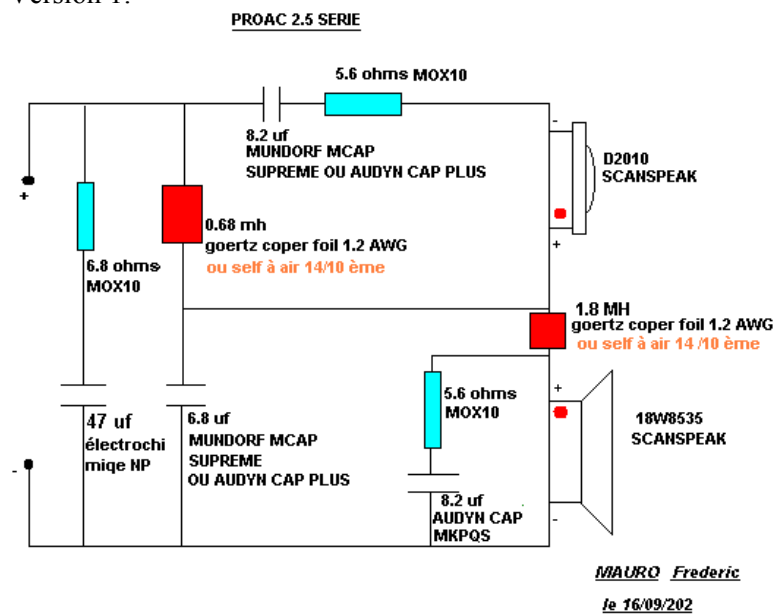 Version 1:
PROAC 2.5 SERIE
5.6 ohms MOX10
8.2 uf
MUNDORF MCAP
SUPREME OU AUDYN CAP PLUS
-
D2010
SCANSPEAK
+
+
0.68 mh
goertz coper foil 1.2 AWG
ou self à air 14/10 ème
6.8 ohms
MOX10
1.8 MH
goertz coper foil 1.2 AWG
ou self à air 14 /10 ème
+
5.6 ohms
MOX10
18W8535
SCANSPEAK
47 uf
électrochi
miqe NP
6.8 uf
MUNDORF MCAP
SUPREME
OU AUDYN CAP PLUS
-
8.2 uf
AUDYN CAP
MKPQS
-
MAURO Frederic
le 16/09/202